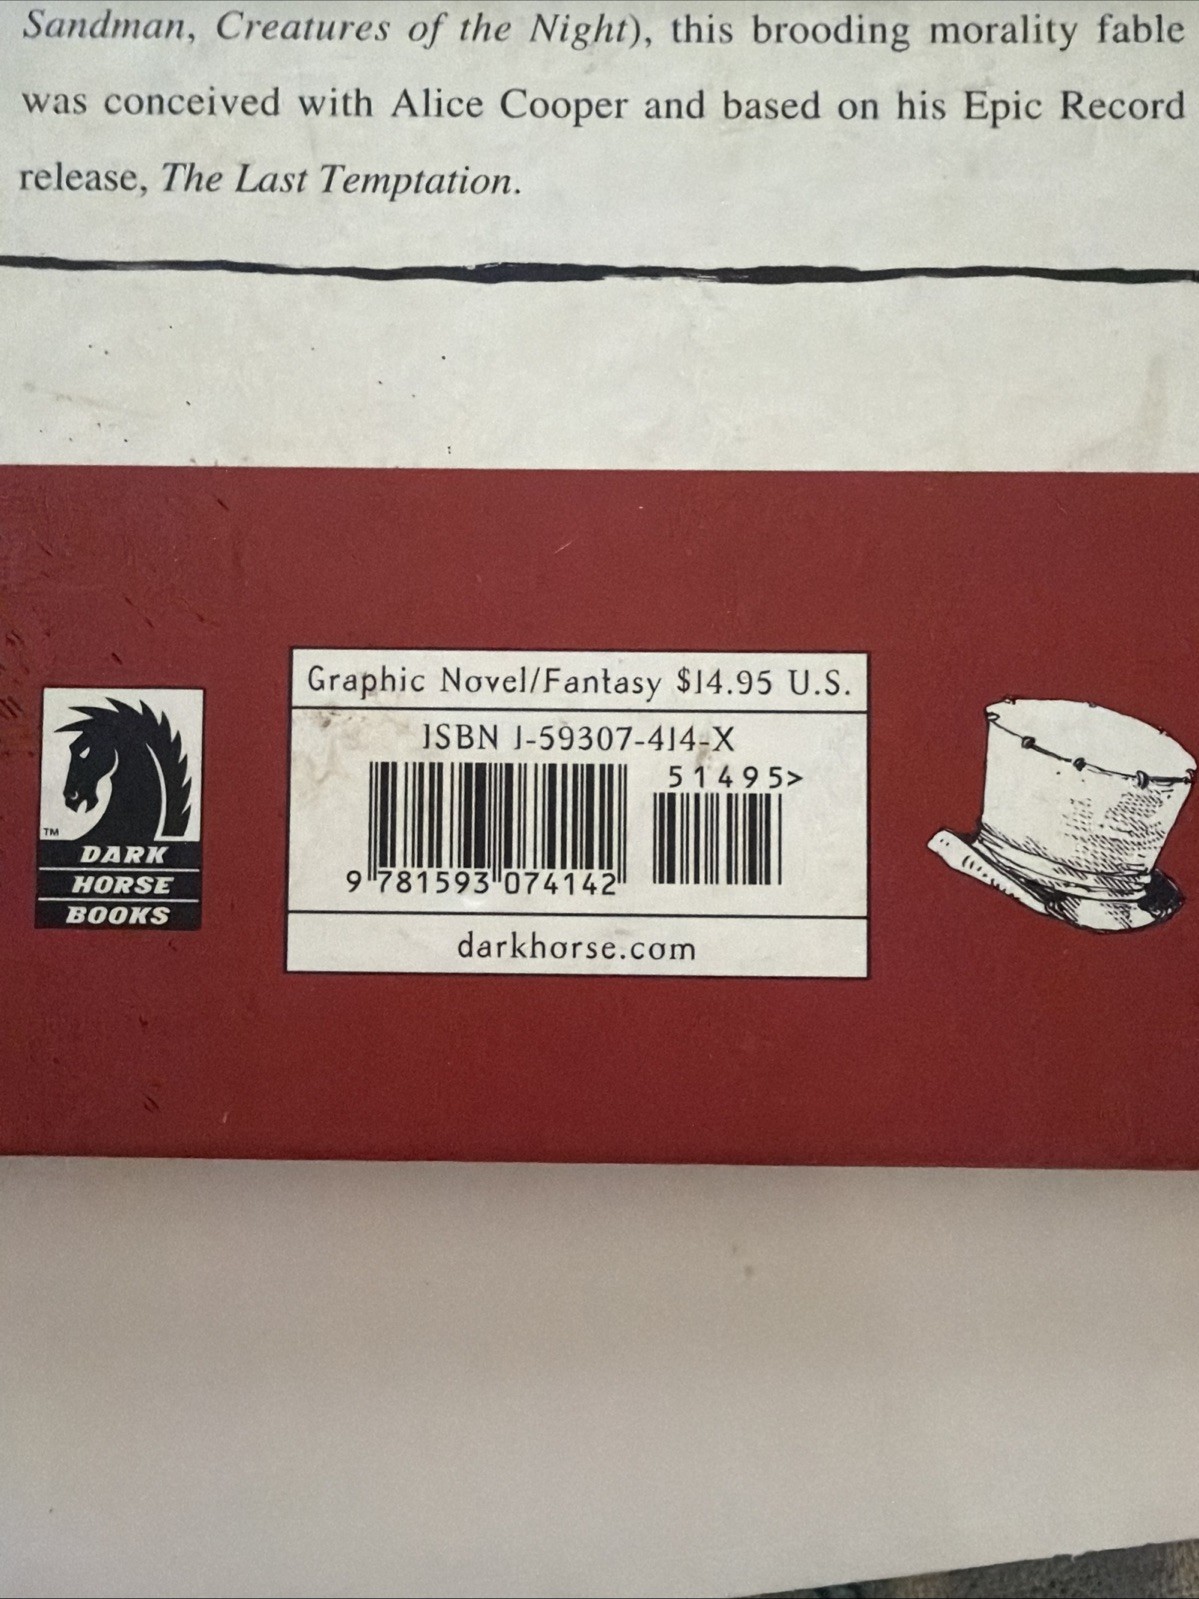 Sandman, Creatures of the Night), this brooding morality fable
was conceived with Alice Cooper and based on his Epic Record
release, The Last Temptation.
Graphic Novel/Fantasy $14.95 U.S.
ISBN 1-59307-414-X
51495>
9 781593 074142
darkhorse.com
TM
DARK
HORSE
BOOKS